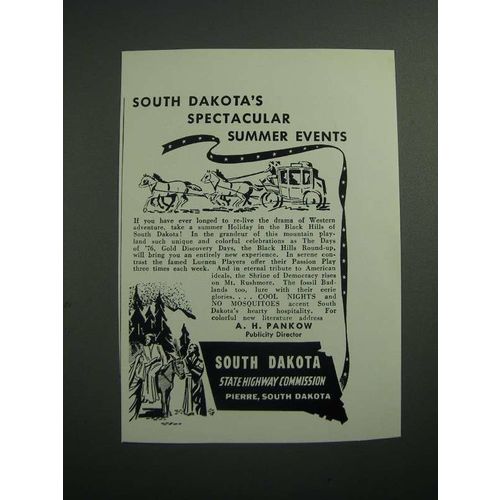 SOUTH DAKOTA'S
SPECTACULAR
SUMMER EVENTS
If you have ever longed to re-live the drama of Western
adventure, take a summer Holiday in the Black Hills of
South Dakota! In the grandeur of this mountain play-
land such unique and colorful celebrations as The Days
of '76, Gold Discovery Days, the Black Hills Round-up,
will bring you an entirely new experience. In serene con-
trast the famed Luenen Players offer their Passion Play
three times each week. And in eternal tribute to American
ideals, the Shrine of Democracy rises
on Mt. Rushmore. The fossil Bad-
lands too, lure with their eerie
glories. . . . COOL NIGHTS and
NO MOSQUITOES accent South
Dakota's hearty hospitality. For
colorful new literature address
A. H. PANKOW
Publicity Director
SOUTH DAKOTA
STATE HIGHWAY COMMISSION
PIERRE, SOUTH DAKOTA